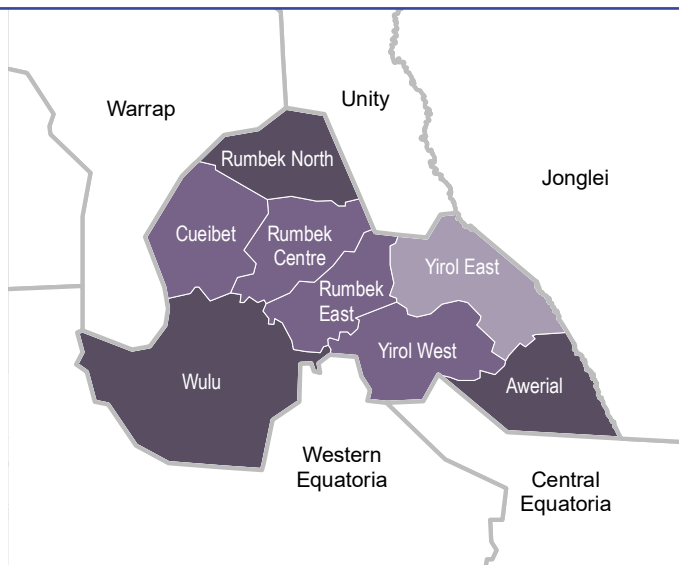 Unity
Warrap
Rumbek North
Jonglei
Cueibet
Rumbek
Centre
Yirol East
Rumbek
East
Yirol West
Wulu
Awerial
Western
Equatoria
Central
Equatoria